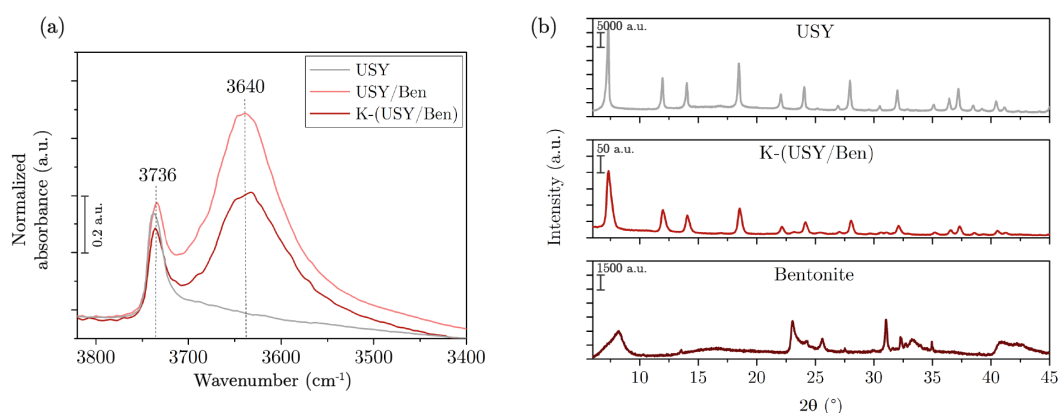 (a)
USY
USY/Ben
K-(USY/Ben)
3640
3736
0.2 a.u.
Normalized
absorbance (a.u.)
3800
3700
3600
3500
3400
Wavenumber (cm-1)
(b)
5000 a.u.
USY
50 a.u.
K-(USY/Ben)
1500 a.u.
Bentonite
Intensity (a.u.)
10
15
20
25
30
35
40
45
2θ (°)